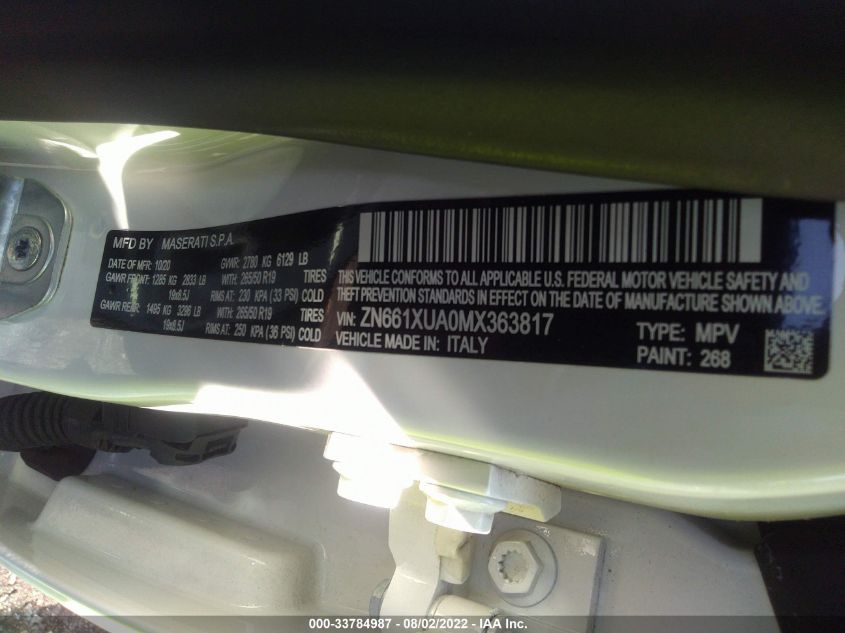 MFD BY MASERATI S.P.A.
DATE OF MFR: 10/20 GVWR: 2780 KG 6129 LB
GAWR FRONT: 1285 KG 2833 LB WITH: 265/50 R19 TIRES
19x8.5J RIMS AT: 230 KPA (33 PSI) COLD
GAWR REAR: 1495 KG 3296 LB WITH: 265/50 R19 TIRES
19x8.5J RIMS AT: 250 KPA (36 PSI) COLD
THIS VEHICLE CONFORMS TO ALL APPLICABLE U.S. FEDERAL MOTOR VEHICLE SAFETY AND
THEFT PREVENTION STANDARDS IN EFFECT ON THE DATE OF MANUFACTURE SHOWN ABOVE.
VIN: ZN661XUA0MX363817
TYPE: MPV
VEHICLE MADE IN: ITALY
PAINT: 268
000-33784987 - 08/02/2022 - IAA Inc.